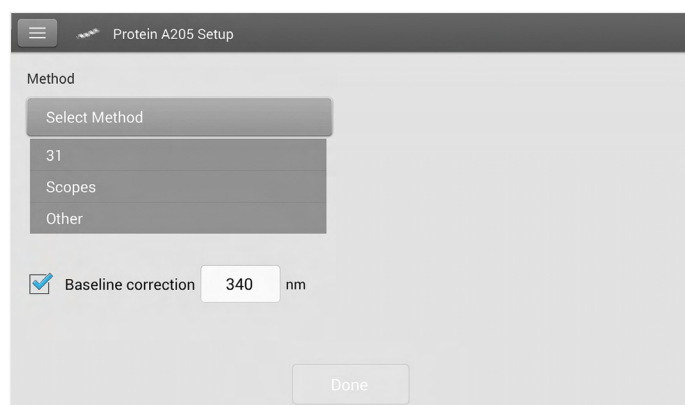 Protein A205 Setup
Method
Select Method
31
Scopes
Other
Baseline correction 340 nm
Done